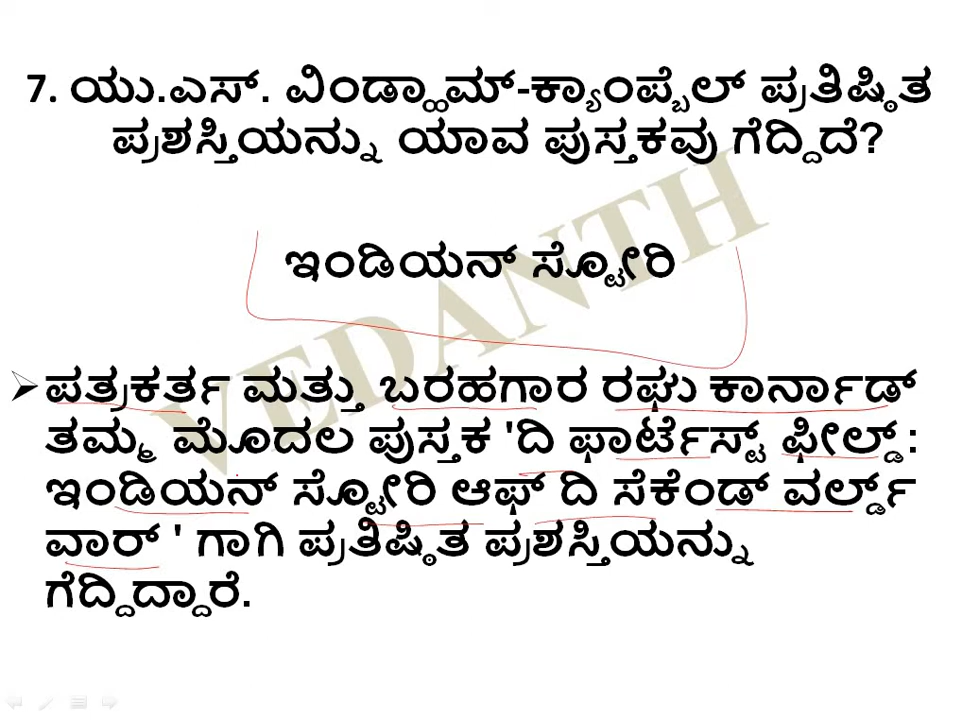 7. ಯು.ಎಸ್. ವಿಂಡ್ಹಾಮ್-ಕ್ಯಾಂಪ್ಬೆಲ್ ಪ್ರತಿಷ್ಠಿತ
ಪ್ರಶಸ್ತಿಯನ್ನು ಯಾವ ಪುಸ್ತಕವು ಗೆದ್ದಿದೆ?
ಇಂಡಿಯನ್ ಸ್ಟೋರಿ
VEDANTH
➢ ಪತ್ರಕರ್ತ ಮತ್ತು ಬರಹಗಾರ ರಘು ಕಾರ್ನಾಡ್
ತಮ್ಮ ಮೊದಲ ಪುಸ್ತಕ 'ದಿ ಫಾರ್ಟೆಸ್ಟ್ ಫೀಲ್ಡ್:
ಇಂಡಿಯನ್ ಸ್ಟೋರಿ ಆಫ್ ದಿ ಸೆಕೆಂಡ್ ವರ್ಲ್ಡ್
ವಾರ್ ' ಗಾಗಿ ಪ್ರತಿಷ್ಠಿತ ಪ್ರಶಸ್ತಿಯನ್ನು
ಗೆದ್ದಿದ್ದಾರೆ.